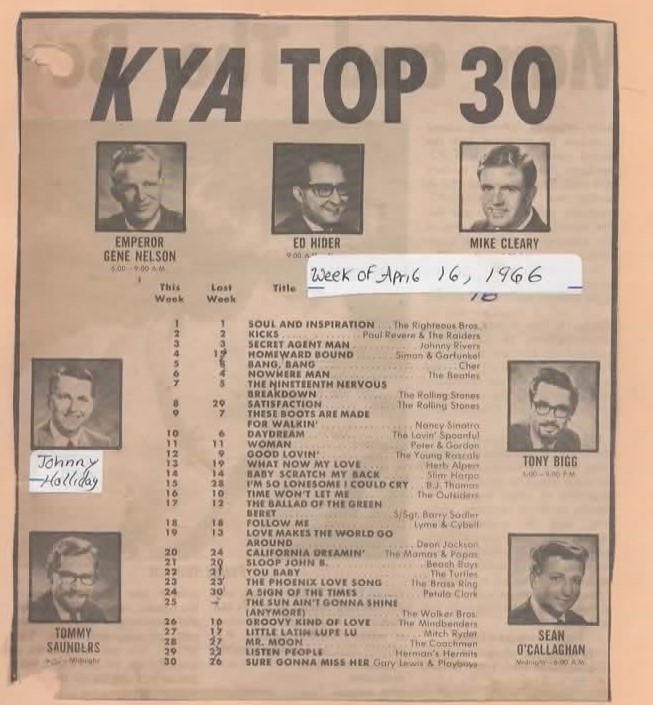 KYA TOP 30
EMPEROR
GENE NELSON
6:00 - 9:00 A.M.
ED HIDER
9:00
MIKE CLEARY
Week of April 16, 1966
This Week Last Week Title
1 1 SOUL AND INSPIRATION The Righteous Bros.
2 2 KICKS Paul Revere & The Raiders
3 3 SECRET AGENT MAN Johnny Rivers
4 HOMEWARD BOUND Simon & Garfunkel
5 BANG, BANG Cher
6 4 NOWHERE MAN The Beatles
7 5 THE NINETEENTH NERVOUS
BREAKDOWN The Rolling Stones
8 29 SATISFACTION The Rolling Stones
9 7 THESE BOOTS ARE MADE
FOR WALKIN' Nancy Sinatra
10 6 DAYDREAM The Lovin' Spoonful
11 11 WOMAN Peter & Gordon
12 9 GOOD LOVIN' The Young Rascals
13 19 WHAT NOW MY LOVE Herb Alpert
14 14 BABY SCRATCH MY BACK Slim Harpo
15 28 I'M SO LONESOME I COULD CRY B.J. Thomas
16 10 TIME WON'T LET ME The Outsiders
17 12 THE BALLAD OF THE GREEN
BERET S/Sgt. Barry Sadler
18 18 FOLLOW ME Lyme & Cybell
19 13 LOVE MAKES THE WORLD GO
AROUND Deon Jackson
20 24 CALIFORNIA DREAMIN' The Mamas & Papas
21 20 SLOOP JOHN B. Beach Boys
22 21 YOU BABY The Turtles
23 23 THE PHOENIX LOVE SONG The Brass Ring
24 30 A SIGN OF THE TIMES Petula Clark
25 - THE SUN AIN'T GONNA SHINE
(ANYMORE) The Walker Bros.
26 16 GROOVY KIND OF LOVE The Mindbenders
27 17 LITTLE LATIN LUPE LU Mitch Ryder
28 27 MR. MOON The Coachmen
29 22 LISTEN PEOPLE Herman's Hermits
30 26 SURE GONNA MISS HER Gary Lewis & Playboys
Johnny
Holliday
TONY BIGG
6:00 - 9:00 P.M.
TOMMY
SAUNDERS
Midnight
SEAN
O'CALLAGHAN
Midnight - 6:00 A.M.